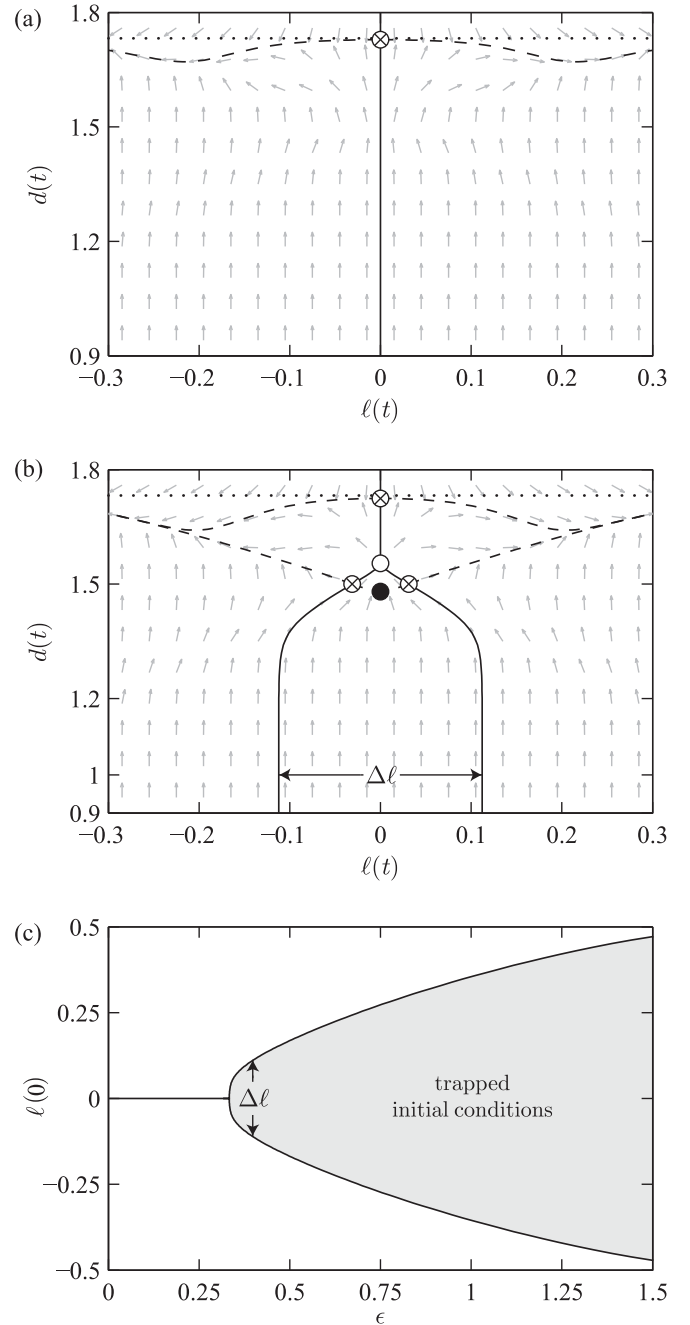 (a)
1.8
1.5
1.2
0.9
d(t)
−0.3
−0.2
−0.1
0
0.1
0.2
0.3
ℓ(t)
(b)
1.8
1.5
1.2
1
0.9
d(t)
Δℓ
−0.3
−0.2
−0.1
0
0.1
0.2
0.3
ℓ(t)
(c)
0.5
0.25
0
−0.25
−0.5
ℓ(0)
Δℓ
trapped
initial conditions
0
0.25
0.5
0.75
1
1.25
1.5
ϵ